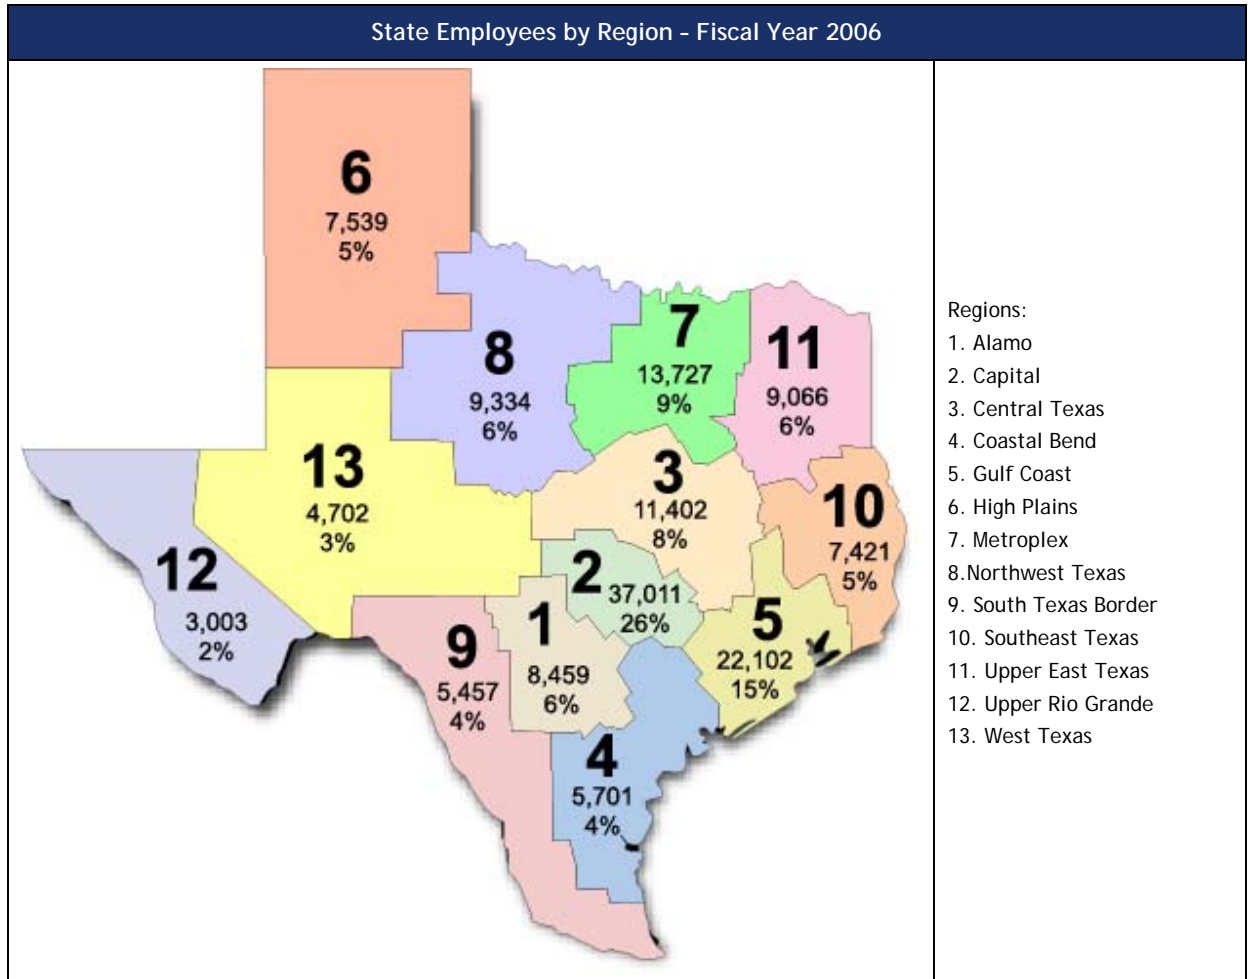 State Employees by Region - Fiscal Year 2006
6
7,539
5%
8
9,334
6%
7
13,727
9%
11
9,066
6%
13
4,702
3%
3
11,402
8%
10
7,421
5%
12
3,003
2%
2
37,011
26%
1
8,459
6%
5
22,102
15%
9
5,457
4%
4
5,701
4%
Regions:
1. Alamo
2. Capital
3. Central Texas
4. Coastal Bend
5. Gulf Coast
6. High Plains
7. Metroplex
8.Northwest Texas
9. South Texas Border
10. Southeast Texas
11. Upper East Texas
12. Upper Rio Grande
13. West Texas